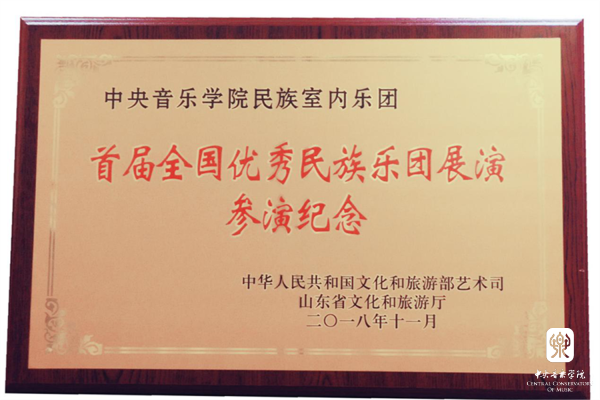 中央音乐学院民族室内乐团
首届全国优秀民族乐团展演
参演纪念
中华人民共和国文化和旅游部艺术司
山东省文化和旅游厅
二〇一八年十一月
中央音乐学院
CENTRAL CONSERVATORY
OF MUSIC